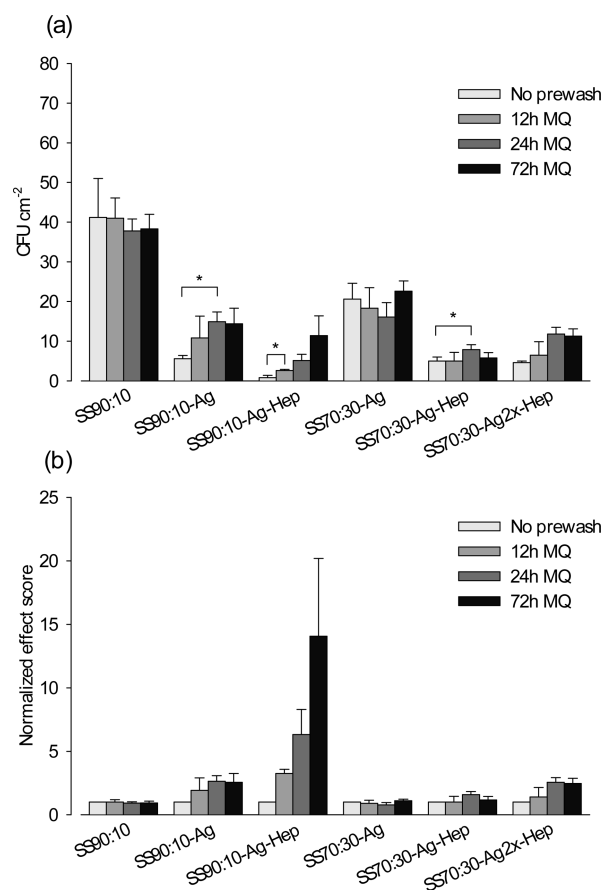 (a)
80
70
60
50
40
30
20
10
0
CFU cm-2
No prewash
12h MQ
24h MQ
72h MQ
*
*
*
SS90:10
SS90:10-Ag
SS90:10-Ag-Hep
SS70:30-Ag
SS70:30-Ag-Hep
SS70:30-Ag2x-Hep
(b)
25
20
15
10
5
0
Normalized effect score
No prewash
12h MQ
24h MQ
72h MQ
SS90:10
SS90:10-Ag
SS90:10-Ag-Hep
SS70:30-Ag
SS70:30-Ag-Hep
SS70:30-Ag2x-Hep